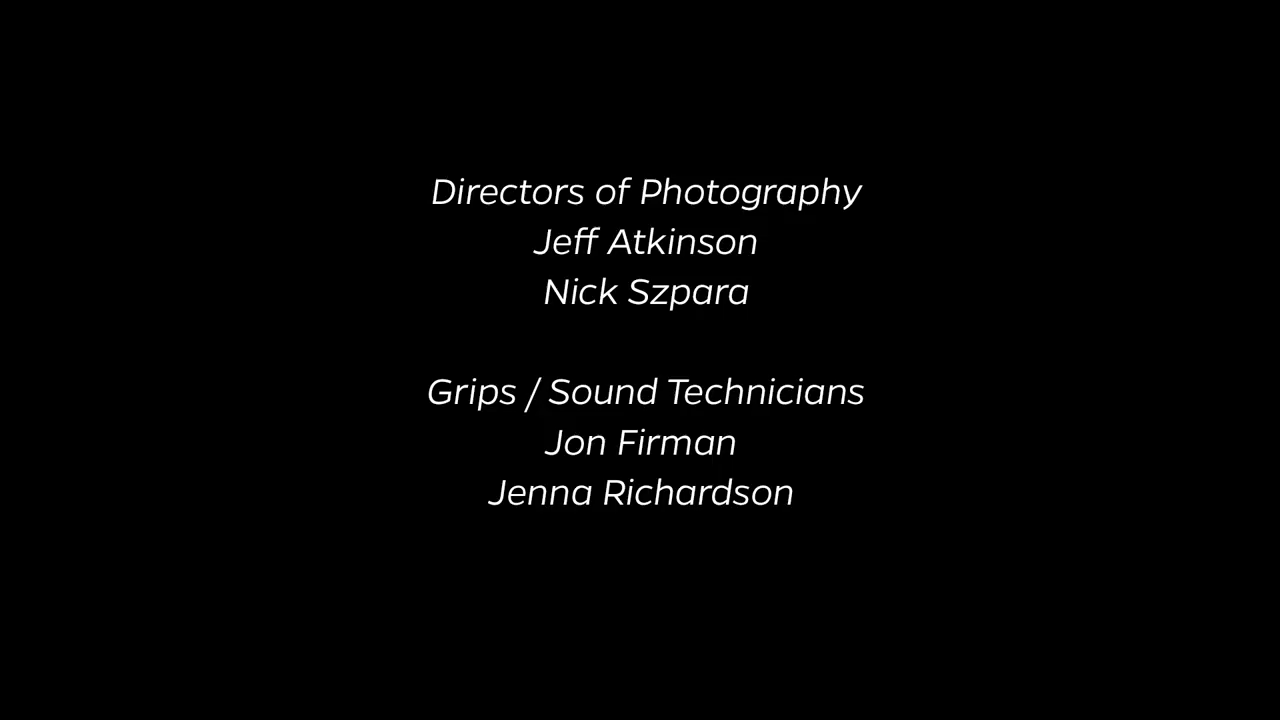 Directors of Photography
Jeff Atkinson
Nick Szpara
Grips / Sound Technicians
Jon Firman
Jenna Richardson